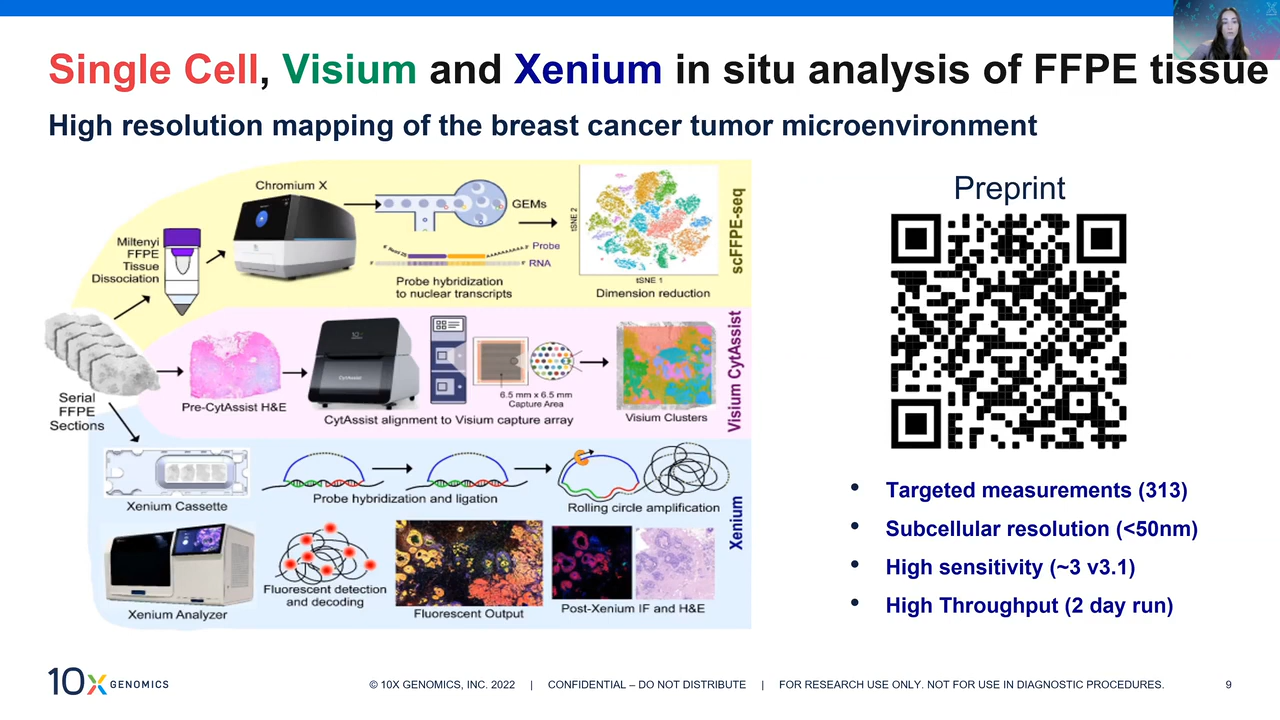 Single Cell, Visium and Xenium in situ analysis of FFPE tissue
High resolution mapping of the breast cancer tumor microenvironment
Chromium X
GEMs
Miltenyi
FFPE
Tissue
Dissociation
Probe
RNA
Probe hybridization
to nuclear transcripts
tSNE 2
tSNE 1
Dimension reduction
scFFPE-seq
Serial
FFPE
Sections
Pre-CytAssist H&E
CytAssist
CytAssist alignment to Visium capture array
6.5 mm x 6.5 mm
Capture Area
Visium Clusters
Visium CytAssist
Xenium Cassette
Probe hybridization and ligation
Rolling circle amplification
Xenium Analyzer
Fluorescent detection
and decoding
Fluorescent Output
Post-Xenium IF and H&E
Xenium
Preprint
• Targeted measurements (313)
• Subcellular resolution (<50nm)
• High sensitivity (~3 v3.1)
• High Throughput (2 day run)
10x GENOMICS
© 10X GENOMICS, INC. 2022 | CONFIDENTIAL – DO NOT DISTRIBUTE | FOR RESEARCH USE ONLY. NOT FOR USE IN DIAGNOSTIC PROCEDURES.
9